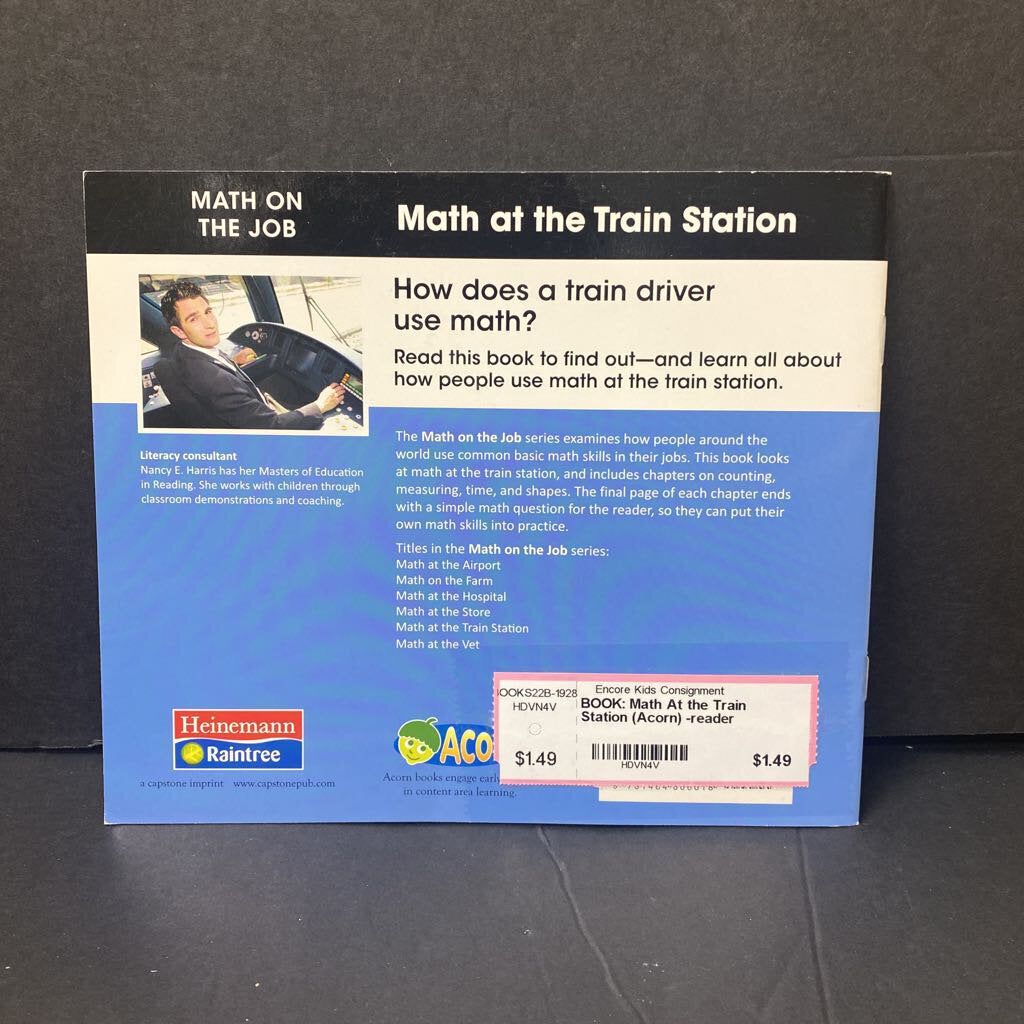 MATH ON
THE JOB
Math at the Train Station
How does a train driver
use math?
Read this book to find out—and learn all about
how people use math at the train station.
Literacy consultant
Nancy E. Harris has her Masters of Education
in Reading. She works with children through
classroom demonstrations and coaching.
The Math on the Job series examines how people around the
world use common basic math skills in their jobs. This book looks
at math at the train station, and includes chapters on counting,
measuring, time, and shapes. The final page of each chapter ends
with a simple math question for the reader, so they can put their
own math skills into practice.
Titles in the Math on the Job series:
Math at the Airport
Math on the Farm
Math at the Hospital
Math at the Store
Math at the Train Station
Math at the Vet
Heinemann
Raintree
a capstone imprint www.capstonepub.com
ACO
Acorn books engage early
in content area learning.
OOKS22B-1928
HDVN4V
$1.49
Encore Kids Consignment
BOOK: Math At the Train
Station (Acorn) -reader
HDVN4V
$1.49